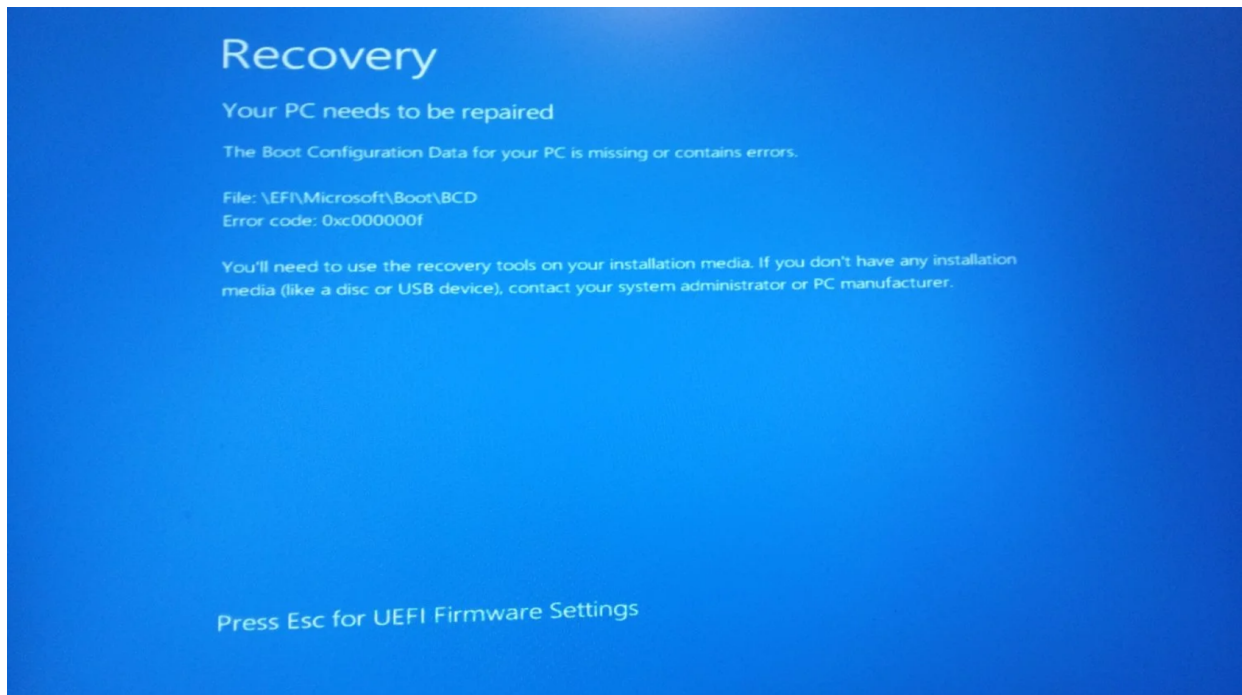 Recovery
Your PC needs to be repaired
The Boot Configuration Data for your PC is missing or contains errors.
File: \EFI\Microsoft\Boot\BCD
Error code: 0xc000000f
You'll need to use the recovery tools on your installation media. If you don't have any installation
media (like a disc or USB device), contact your system administrator or PC manufacturer.
Press Esc for UEFI Firmware Settings